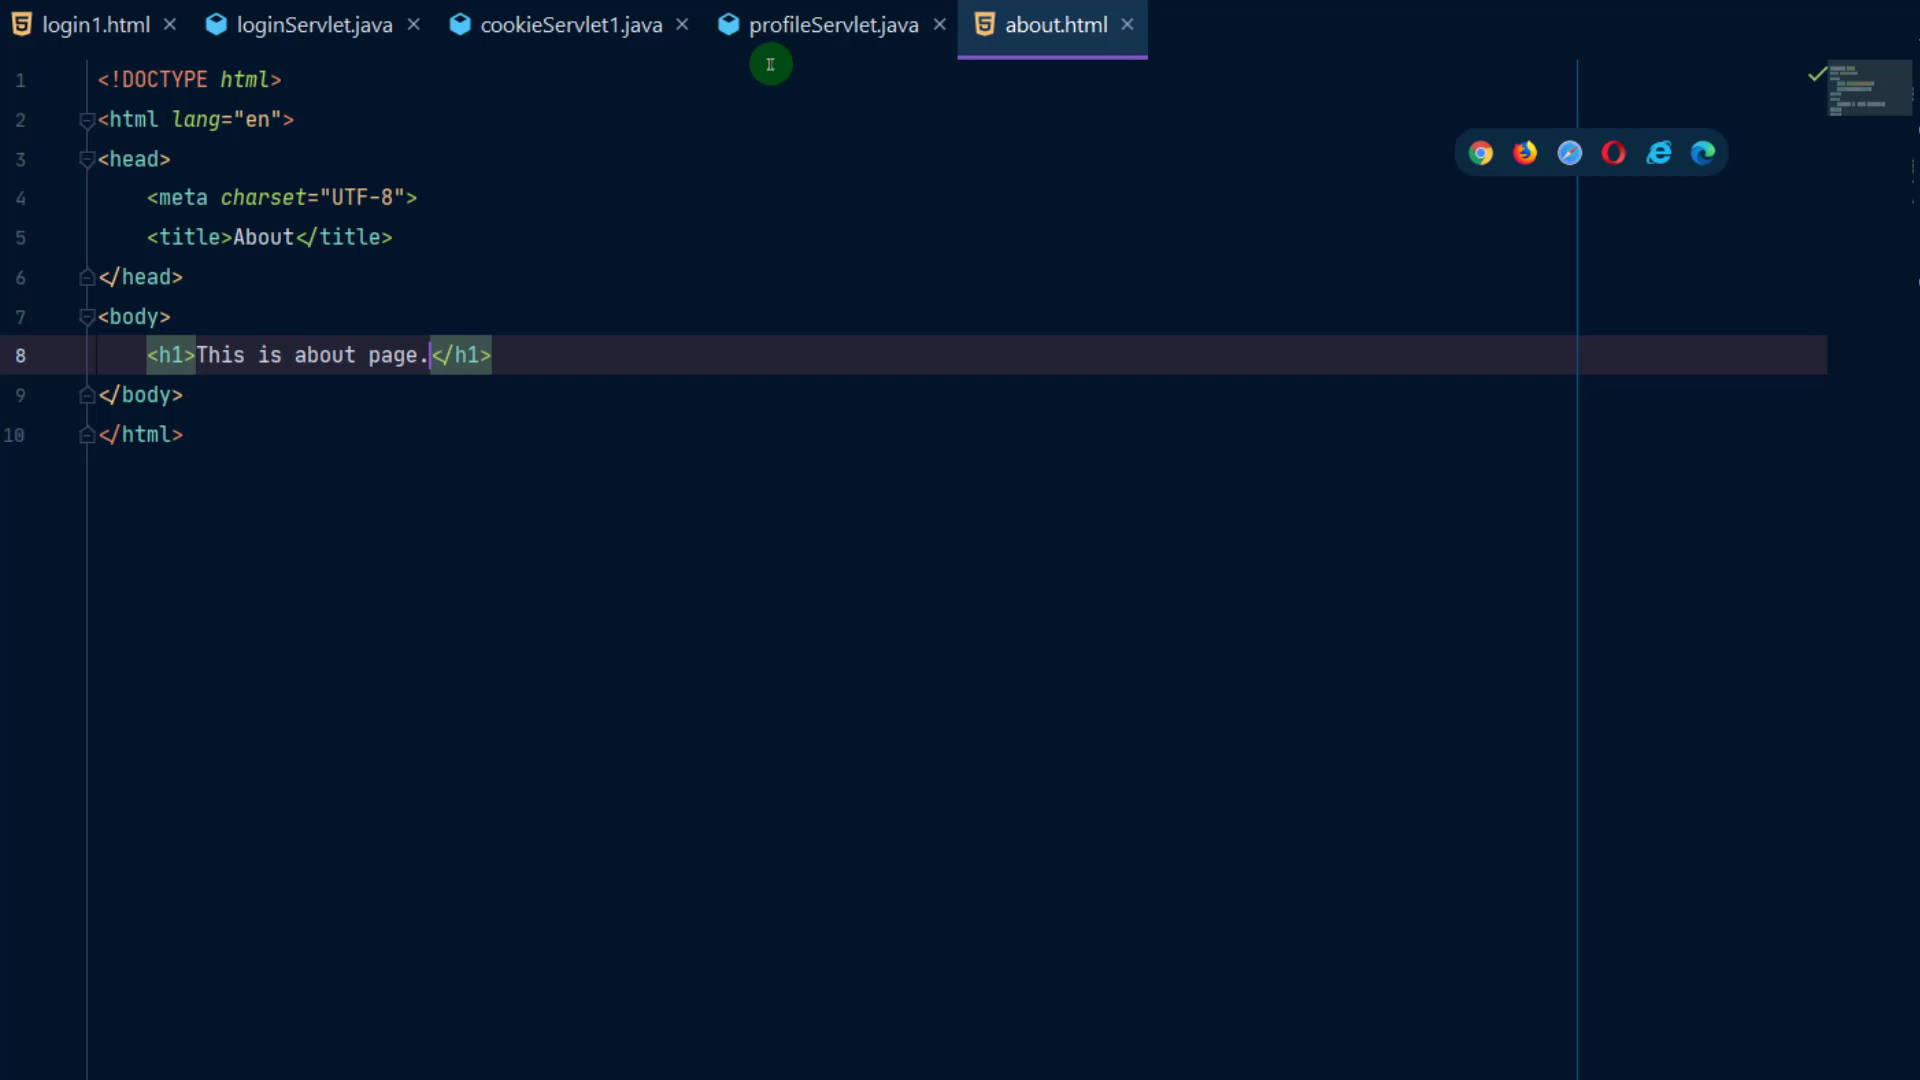 login1.html loginServlet.java cookieServlet1.java profileServlet.java about.html
1 <!DOCTYPE html>
2 <html lang="en">
3 <head>
4 <meta charset="UTF-8">
5 <title>About</title>
6 </head>
7 <body>
8 <h1>This is about page.</h1>
9 </body>
10 </html>